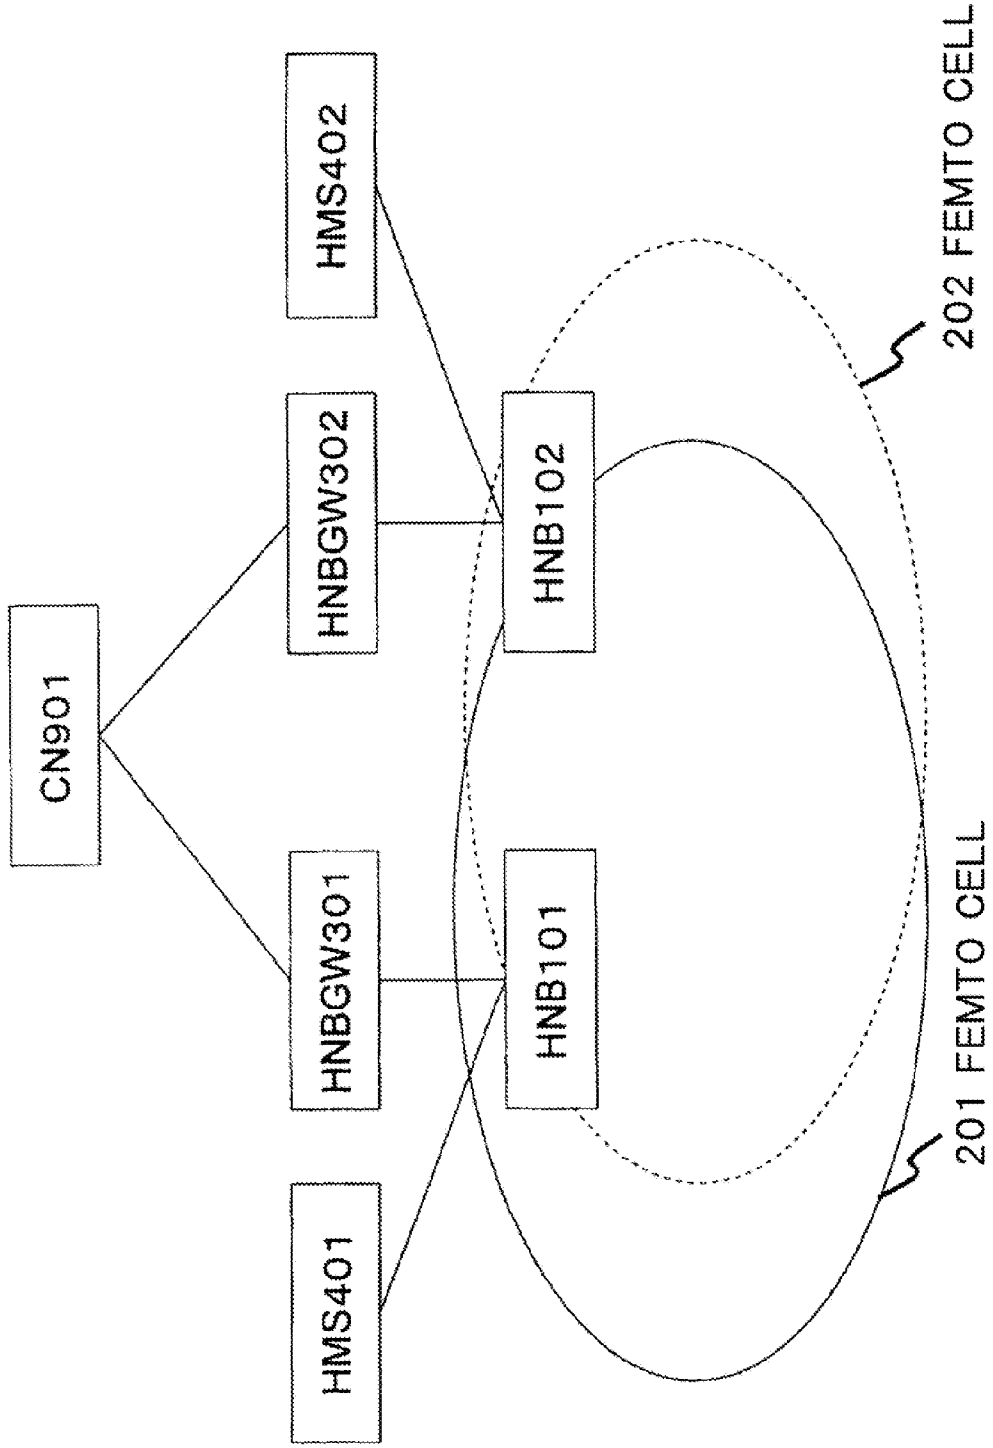 CN901
HMS401
HNBGW301
HNBGW302
HMS402
HNB101
HNB102
201 FEMTO CELL
202 FEMTO CELL